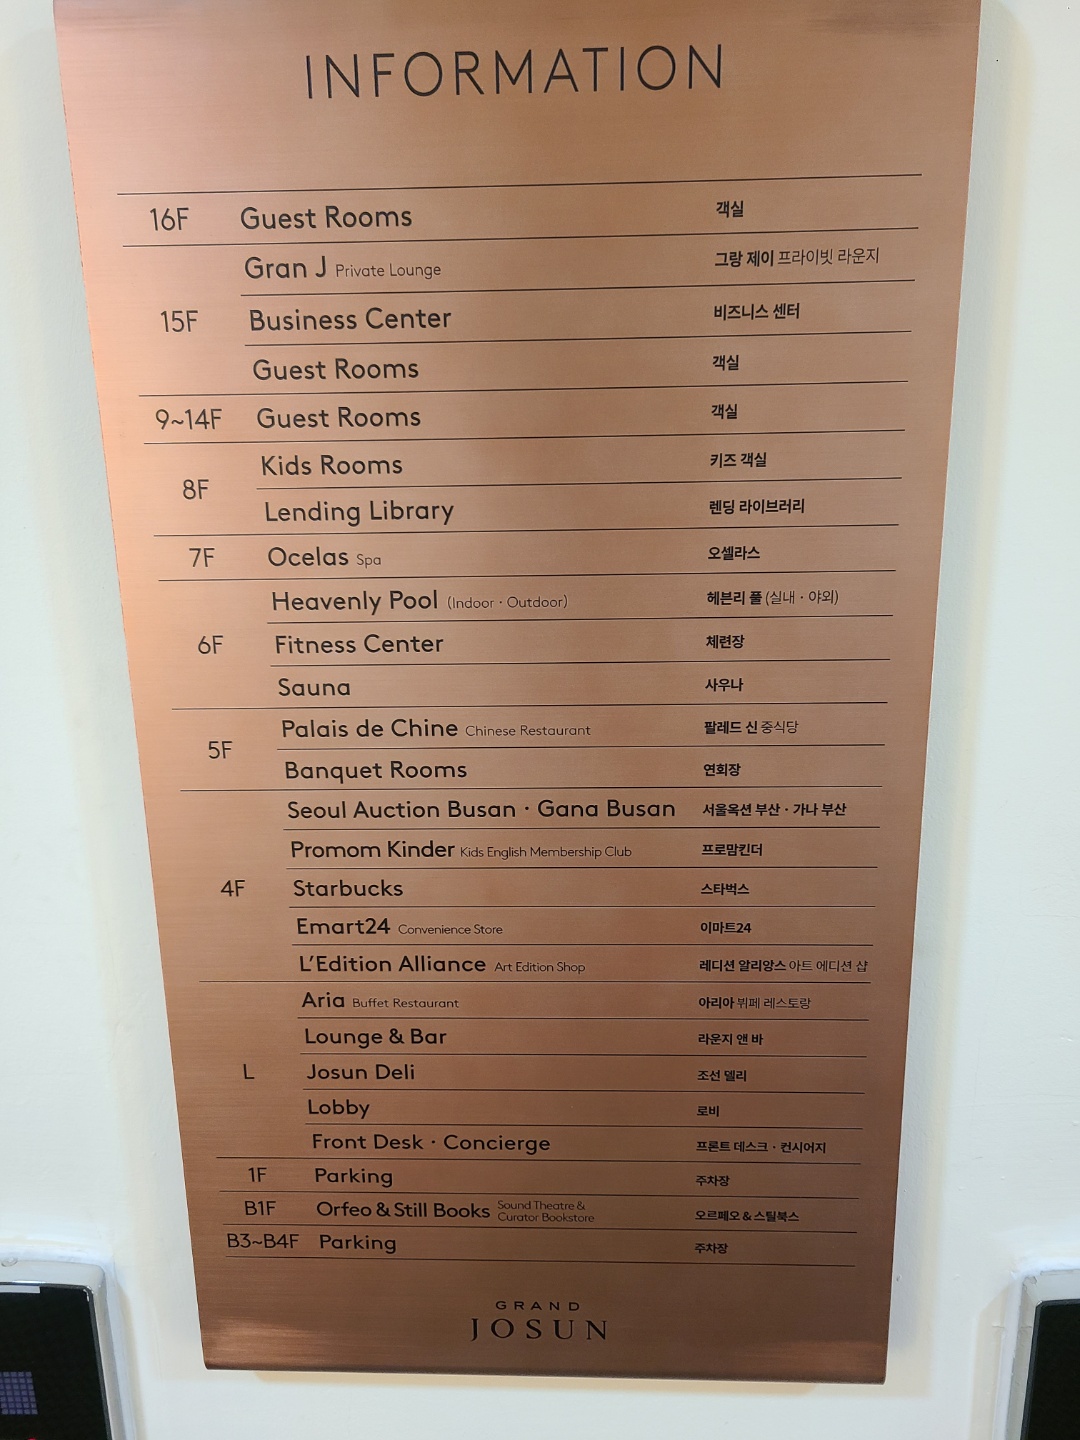 INFORMATION
16F Guest Rooms 객실
Gran J Private Lounge 그랑 제이 프라이빗 라운지
15F Business Center 비즈니스 센터
Guest Rooms 객실
9~14F Guest Rooms 객실
Kids Rooms 키즈 객실
8F
Lending Library 렌딩 라이브러리
7F Ocelas Spa 오셀라스
Heavenly Pool (Indoor · Outdoor) 헤븐리 풀 (실내 · 야외)
6F Fitness Center 체련장
Sauna 사우나
Palais de Chine Chinese Restaurant 팔레드 신 중식당
5F
Banquet Rooms 연회장
Seoul Auction Busan · Gana Busan 서울옥션 부산 · 가나 부산
Promom Kinder Kids English Membership Club 프로맘킨더
4F Starbucks 스타벅스
Emart24 Convenience Store 이마트24
L'Edition Alliance Art Edition Shop 레디션 알리앙스 아트 에디션 샵
Aria Buffet Restaurant 아리아 뷔페 레스토랑
Lounge & Bar 라운지 앤 바
L Josun Deli 조선 델리
Lobby 로비
Front Desk · Concierge 프론트 데스크 · 컨시어지
1F Parking 주차장
B1F Orfeo & Still Books Sound Theatre & Curator Bookstore 오르페오 & 스틸북스
B3~B4F Parking 주차장
GRAND
JOSUN